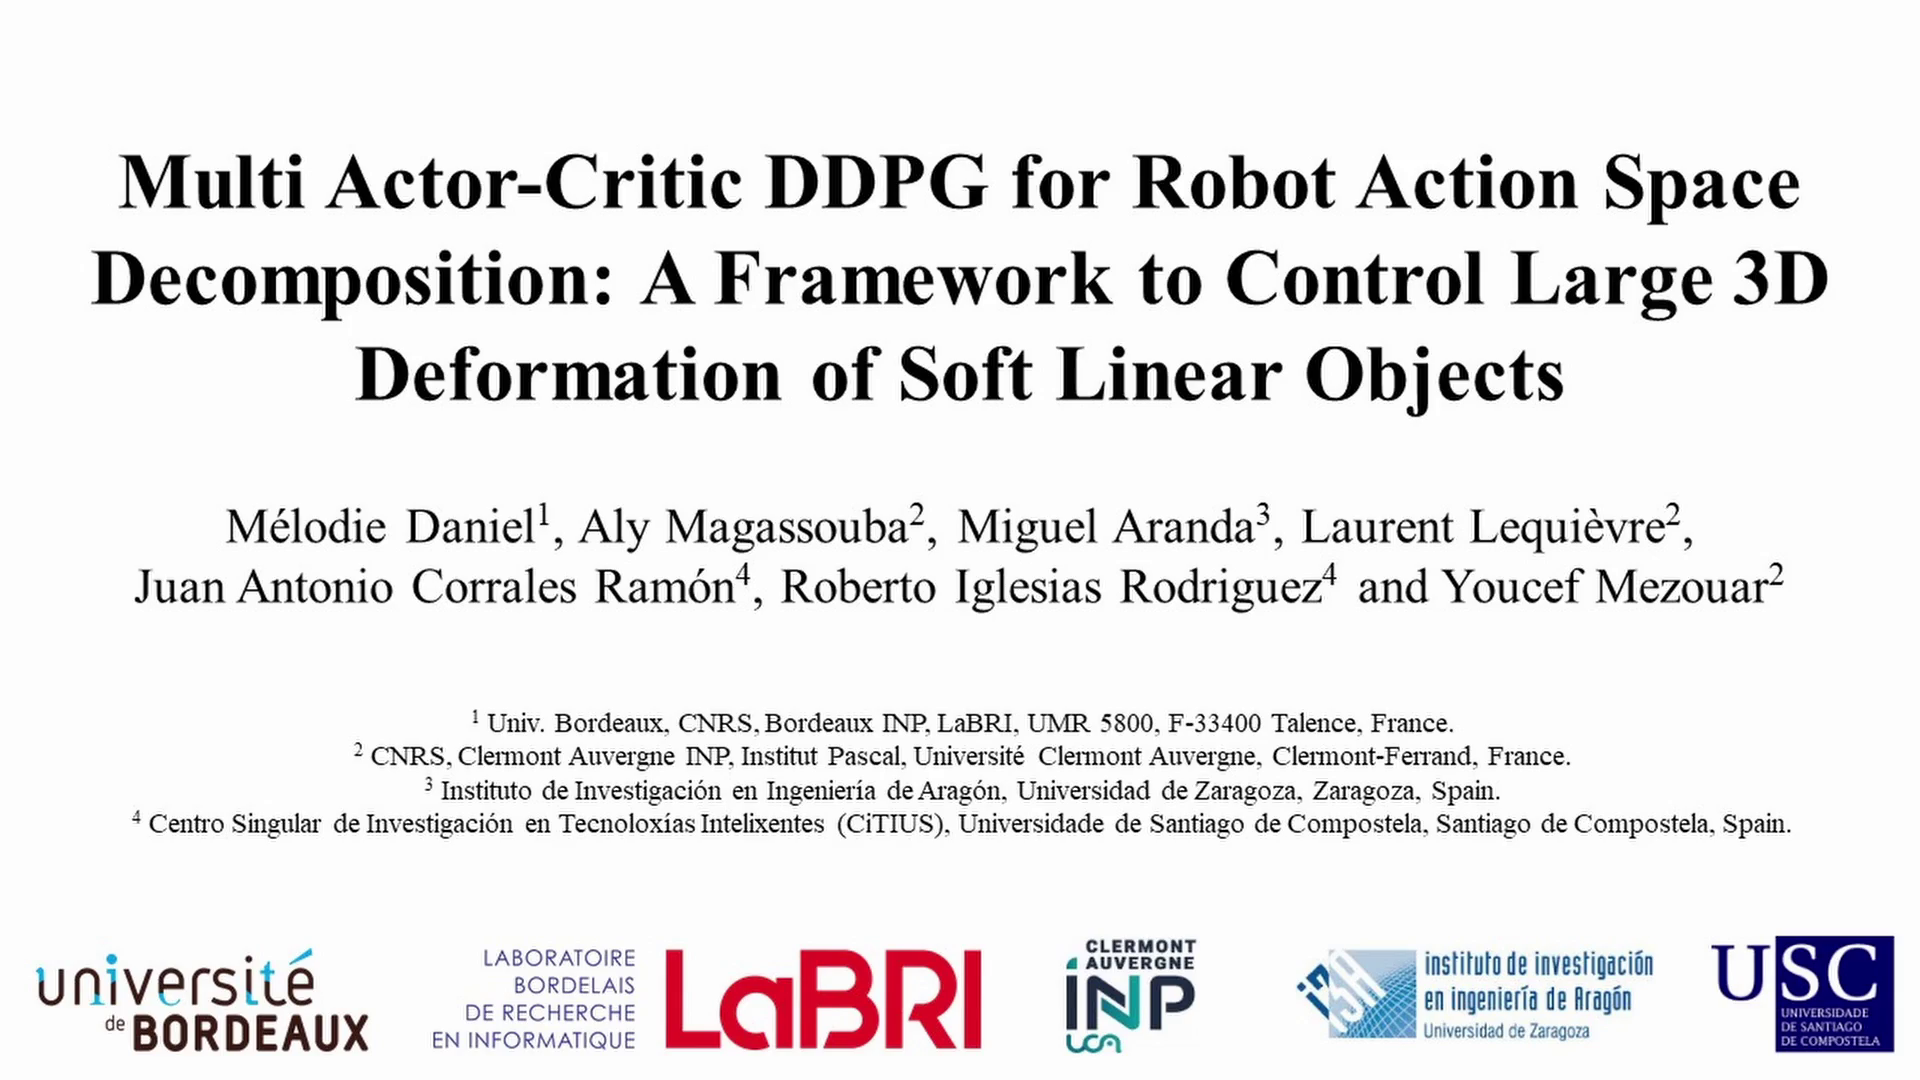 Multi Actor-Critic DDPG for Robot Action Space
Decomposition: A Framework to Control Large 3D
Deformation of Soft Linear Objects
Mélodie Daniel¹, Aly Magassouba², Miguel Aranda³, Laurent Lequièvre²,
Juan Antonio Corrales Ramón⁴, Roberto Iglesias Rodriguez⁴ and Youcef Mezouar²
¹ Univ. Bordeaux, CNRS, Bordeaux INP, LaBRI, UMR 5800, F-33400 Talence, France.
² CNRS, Clermont Auvergne INP, Institut Pascal, Université Clermont Auvergne, Clermont-Ferrand, France.
³ Instituto de Investigación en Ingeniería de Aragón, Universidad de Zaragoza, Zaragoza, Spain.
⁴ Centro Singular de Investigación en Tecnoloxías Intelixentes (CiTIUS), Universidade de Santiago de Compostela, Santiago de Compostela, Spain.
université
de BORDEAUX
LABORATOIRE
BORDELAIS
DE RECHERCHE
EN INFORMATIQUE
LaBRI
CLERMONT
AUVERGNE
INP
UCA
I3A
instituto de investigación
en ingeniería de Aragón
Universidad de Zaragoza
USC
UNIVERSIDADE
DE SANTIAGO
DE COMPOSTELA